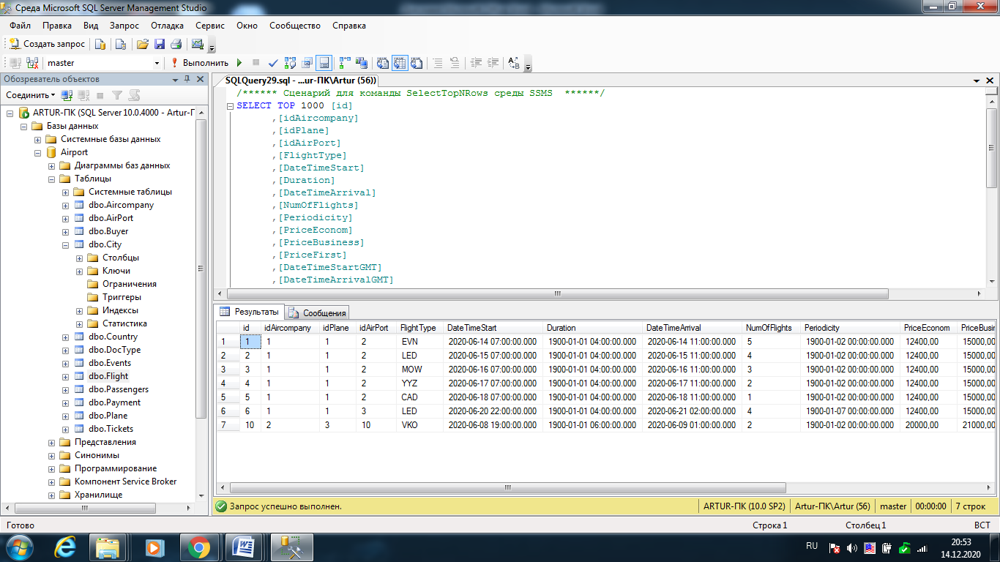 Среда Microsoft SQL Server Management Studio
Файл Правка Вид Запрос Отладка Сервис Окно Сообщество Справка
Создать запрос
master Выполнить
Обозреватель объектов
Соединить
ARTUR-ПК (SQL Server 10.0.4000 - Artur-Г
Базы данных
Системные базы данных
Airport
Диаграммы баз данных
Таблицы
Системные таблицы
dbo.Aircompany
dbo.AirPort
dbo.Buyer
dbo.City
Столбцы
Ключи
Ограничения
Триггеры
Индексы
Статистика
dbo.Country
dbo.DocType
dbo.Events
dbo.Flight
dbo.Passengers
dbo.Payment
dbo.Plane
dbo.Tickets
Представления
Синонимы
Программирование
Компонент Service Broker
Хранилище
SQLQuery29.sql - ...ur-ПК\Artur (56))
/****** Сценарий для команды SelectTopNRows среды SSMS ******/
SELECT TOP 1000 [id]
,[idAircompany]
,[idPlane]
,[idAirPort]
,[FlightType]
,[DateTimeStart]
,[Duration]
,[DateTimeArrival]
,[NumOfFlights]
,[Periodicity]
,[PriceEconom]
,[PriceBusiness]
,[PriceFirst]
,[DateTimeStartGMT]
,[DateTimeArrivalGMT]
Результаты Сообщения
id idAircompany idPlane idAirPort FlightType DateTimeStart Duration DateTimeArrival NumOfFlights Periodicity PriceEconom PriceBusin
1 1 1 1 2 EVN 2020-06-14 07:00:00.000 1900-01-01 04:00:00.000 2020-06-14 11:00:00.000 5 1900-01-02 00:00:00.000 12400,00 15000,00
2 2 1 1 2 LED 2020-06-15 07:00:00.000 1900-01-01 04:00:00.000 2020-06-15 11:00:00.000 4 1900-01-02 00:00:00.000 12400,00 15000,00
3 3 1 1 2 MOW 2020-06-16 07:00:00.000 1900-01-01 04:00:00.000 2020-06-16 11:00:00.000 3 1900-01-02 00:00:00.000 12400,00 15000,00
4 4 1 1 2 YYZ 2020-06-17 07:00:00.000 1900-01-01 04:00:00.000 2020-06-17 11:00:00.000 2 1900-01-02 00:00:00.000 12400,00 15000,00
5 5 1 1 2 CAD 2020-06-18 07:00:00.000 1900-01-01 04:00:00.000 2020-06-18 11:00:00.000 1 1900-01-02 00:00:00.000 12400,00 15000,00
6 6 1 1 3 LED 2020-06-20 22:00:00.000 1900-01-01 04:00:00.000 2020-06-21 02:00:00.000 4 1900-01-07 00:00:00.000 12400,00 15000,00
7 10 2 3 10 VKO 2020-06-08 19:00:00.000 1900-01-01 06:00:00.000 2020-06-09 01:00:00.000 2 1900-01-02 00:00:00.000 20000,00 21000,00
Запрос успешно выполнен. ARTUR-ПК (10.0 SP2) Artur-ПК\Artur (56) master 00:00:00 7 строк
Готово Строка 1 Столбец 1 ВСТ
RU 20:53
14.12.2020